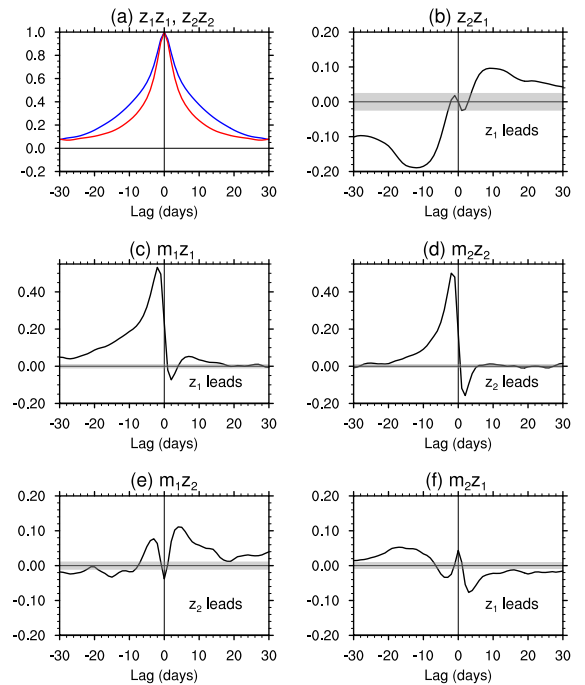 (a) z₁z₁, z₂z₂
1.0
0.8
0.6
0.4
0.2
0.0
-0.2
-30 -20 -10 0 10 20 30
Lag (days)
(b) z₂z₁
0.20
0.10
0.00
-0.10
-0.20
z₁ leads
-30 -20 -10 0 10 20 30
Lag (days)
(c) m₁z₁
0.40
0.20
0.00
-0.20
z₁ leads
-30 -20 -10 0 10 20 30
Lag (days)
(d) m₂z₂
0.40
0.20
0.00
-0.20
z₂ leads
-30 -20 -10 0 10 20 30
Lag (days)
(e) m₁z₂
0.20
0.10
0.00
-0.10
-0.20
z₂ leads
-30 -20 -10 0 10 20 30
Lag (days)
(f) m₂z₁
0.20
0.10
0.00
-0.10
-0.20
z₁ leads
-30 -20 -10 0 10 20 30
Lag (days)